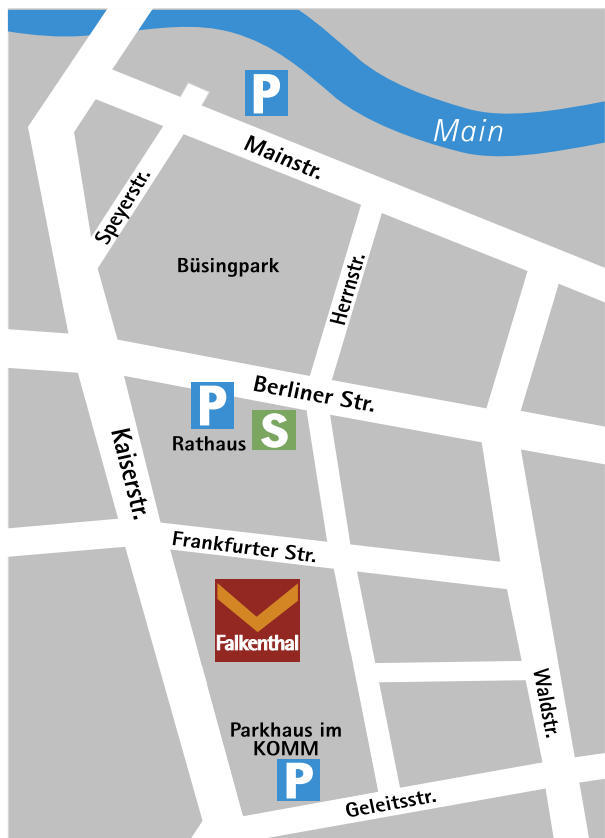 P
Main
Mainstr.
Speyerstr.
Büsingpark
Herrnstr.
Berliner Str.
P
Rathaus
S
Kaiserstr.
Frankfurter Str.
Falkenthal
Waldstr.
Parkhaus im
KOMM
P
Geleitsstr.